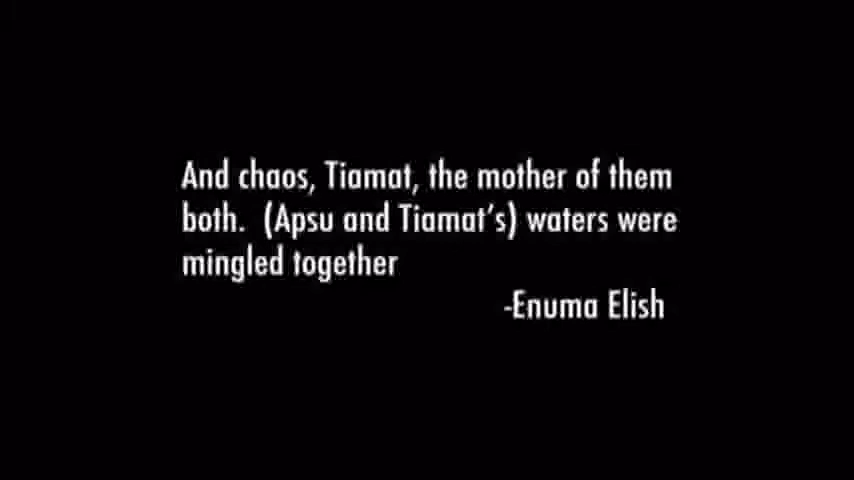 And chaos, Tiamat, the mother of them
both.  (Apsu and Tiamat's) waters were
mingled together
-Enuma Elish